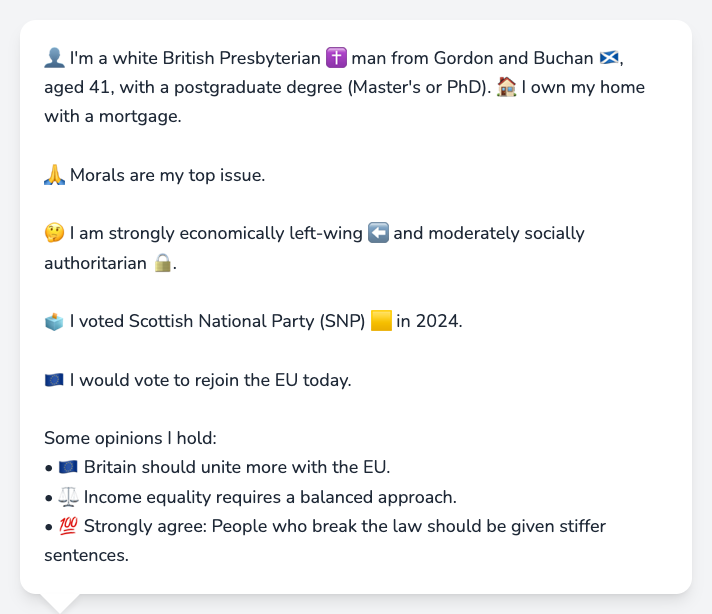 👤 I'm a white British Presbyterian ✝️ man from Gordon and Buchan 🏴󠁧󠁢󠁳󠁣󠁴󠁿,
aged 41, with a postgraduate degree (Master's or PhD). 🏠 I own my home
with a mortgage.
🙏 Morals are my top issue.
🤔 I am strongly economically left-wing ⬅️ and moderately socially
authoritarian 🔒.
🗳️ I voted Scottish National Party (SNP) 🟨 in 2024.
🇪🇺 I would vote to rejoin the EU today.
Some opinions I hold:
• 🇪🇺 Britain should unite more with the EU.
• ⚖️ Income equality requires a balanced approach.
• 💯 Strongly agree: People who break the law should be given stiffer
sentences.